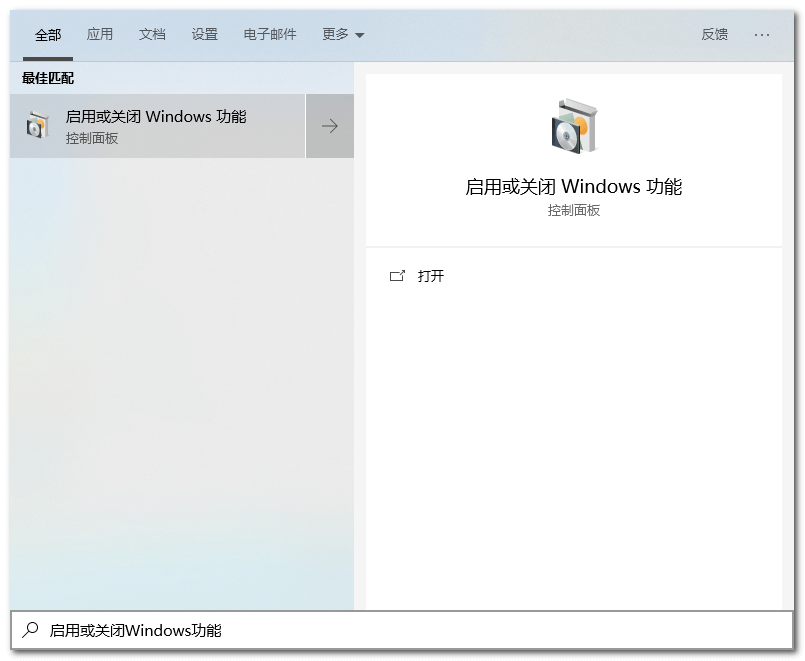 全部 应用 文档 设置 电子邮件 更多 反馈 ···
最佳匹配
启用或关闭 Windows 功能
控制面板
启用或关闭 Windows 功能
控制面板
打开
启用或关闭Windows功能